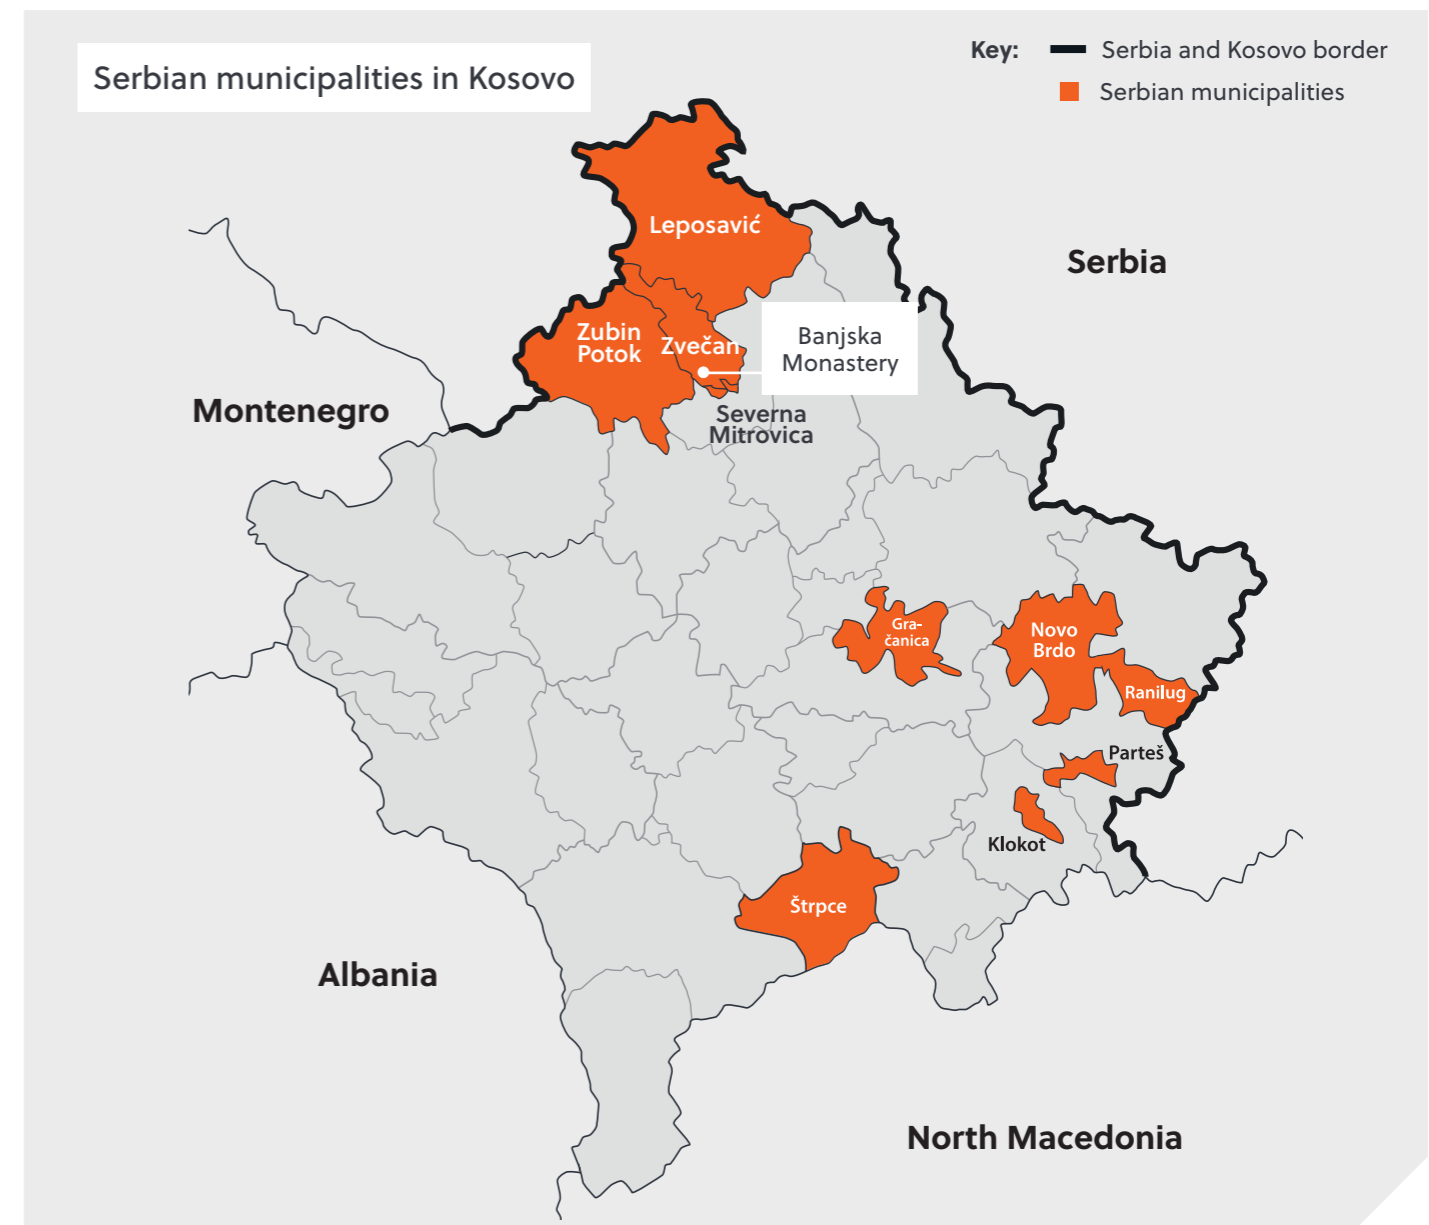 Serbian municipalities in Kosovo
Key:
Serbia and Kosovo border
Serbian municipalities
Leposavić
Serbia
Zubin
Potok
Zvečan
Banjska
Monastery
Montenegro
Severna
Mitrovica
Gra-
čanica
Novo
Brdo
Ranilug
Parteš
Klokot
Štrpce
Albania
North Macedonia